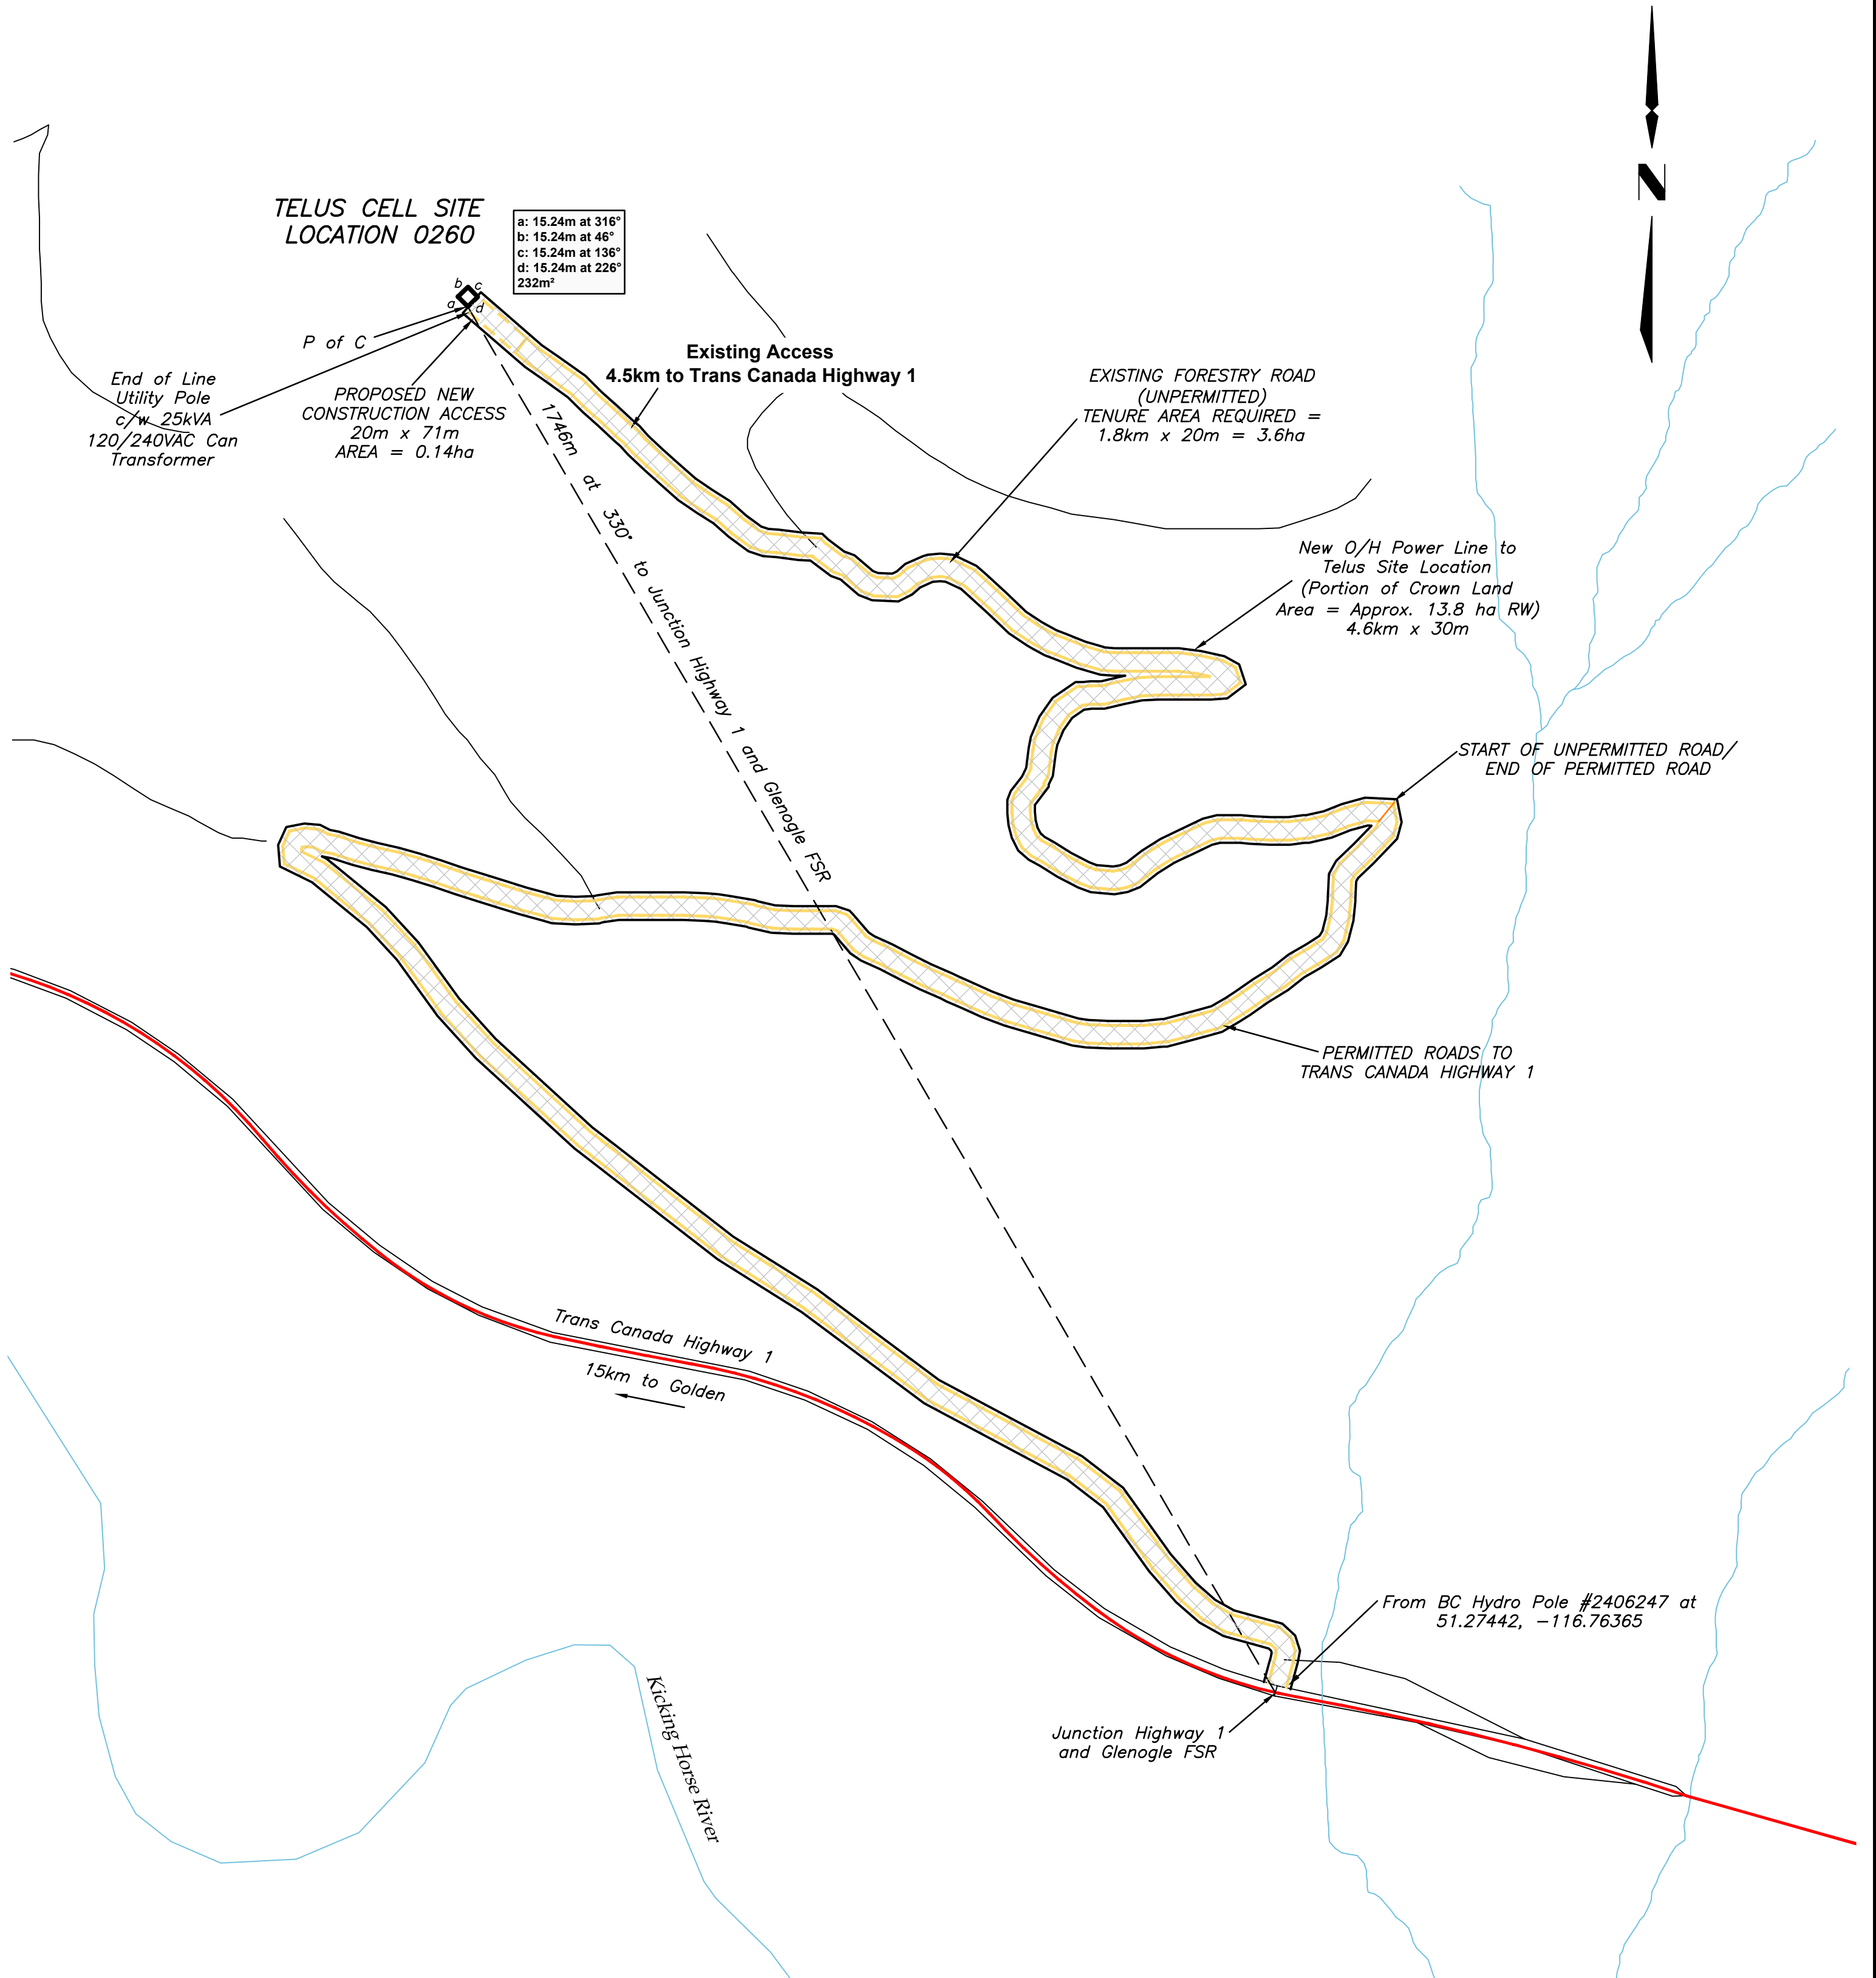 N
TELUS CELL SITE
LOCATION 0260
a: 15.24m at 316°
b: 15.24m at 46°
c: 15.24m at 136°
d: 15.24m at 226°
232m²
b
c
a
d
P of C
End of Line
Utility Pole
c/w 25kVA
120/240VAC Can
Transformer
PROPOSED NEW
CONSTRUCTION ACCESS
20m x 71m
AREA = 0.14ha
Existing Access
4.5km to Trans Canada Highway 1
EXISTING FORESTRY ROAD
(UNPERMITTED)
TENURE AREA REQUIRED =
1.8km x 20m = 3.6ha
1746m at 330° to Junction Highway 1 and Glenogle FSR
New O/H Power Line to
Telus Site Location
(Portion of Crown Land
Area = Approx. 13.8 ha RW)
4.6km x 30m
START OF UNPERMITTED ROAD/
END OF PERMITTED ROAD
PERMITTED ROADS TO
TRANS CANADA HIGHWAY 1
Trans Canada Highway 1
15km to Golden
From BC Hydro Pole #2406247 at
51.27442, −116.76365
Junction Highway 1
and Glenogle FSR
Kicking Horse River